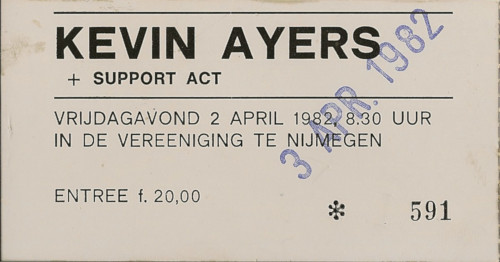 KEVIN AYERS
+ SUPPORT ACT
VRIJDAGAVOND 2 APRIL 1982, 8.30 UUR
IN DE VEREENIGING TE NIJMEGEN
3 APR. 1982
ENTREE f. 20,00
* 591